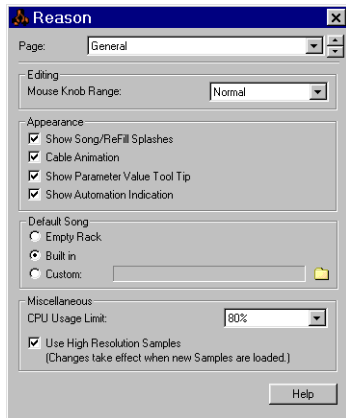 Reason
Page: General
Editing
Mouse Knob Range: Normal
Appearance
Show Song/ReFill Splashes
Cable Animation
Show Parameter Value Tool Tip
Show Automation Indication
Default Song
Empty Rack
Built in
Custom:
Miscellaneous
CPU Usage Limit: 80%
Use High Resolution Samples
(Changes take effect when new Samples are loaded.)
Help